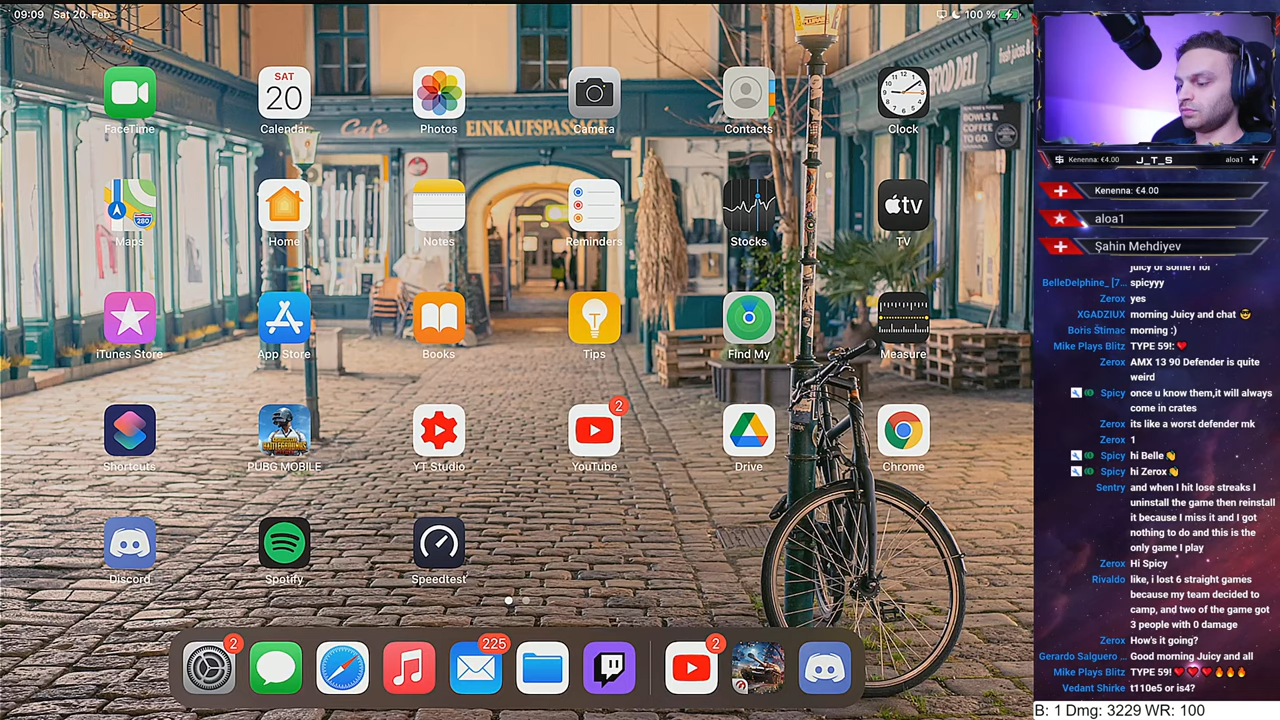 09:09 Sat 20. Feb
100 %
FOOD DELI
fresh juices &
BOWLS & COFFEE TO GO
Cafe
EINKAUFSPASSAGE
FaceTime
SAT
20
Calendar
Photos
Camera
Contacts
Clock
280
Maps
Home
Notes
Reminders
Stocks
tv
TV
iTunes Store
App Store
Books
Tips
Find My
Measure
Shortcuts
PUBG MOBILE
YT Studio
2
YouTube
Drive
Chrome
Discord
Spotify
Speedtest
2
225
2
Kenenna: €4.00
J_T_S
aloa1
Kenenna: €4.00
aloa1
Şahin Mehdiyev
juicy or some1 for
BelleDelphine_ [7... spicyyy
Zerox yes
XGADZIUX morning Juicy and chat 😎
Boris Stimac morning :)
Mike Plays Blitz TYPE 59!: ❤️
Zerox AMX 13 90 Defender is quite
weird
Spicy once u know them,it will always
come in crates
Zerox its like a worst defender mk
Zerox 1
Spicy hi Belle 👋
Spicy hi Zerox 👋
Sentry and when I hit lose streaks I
uninstall the game then reinstall
it because I miss it and I got
nothing to do and this is the
only game I play
Zerox Hi Spicy
Rivaldo like, i lost 6 straight games
because my team decided to
camp, and two of the game got
3 people with 0 damage
Zerox How's it going?
Gerardo Salguero ... Good morning Juicy and all
Mike Plays Blitz TYPE 59! ❤️❤️❤️🔥🔥🔥
Vedant Shirke t110e5 or is4?
B: 1 Dmg: 3229 WR: 100